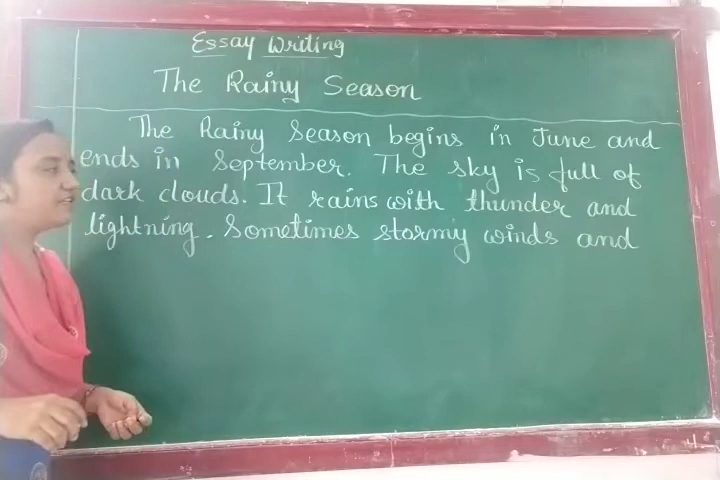 Essay Writing
The Rainy Season
The Rainy Season begins in June and
ends in September. The sky is full of
dark clouds. It rains with thunder and
lightning. Sometimes stormy winds and